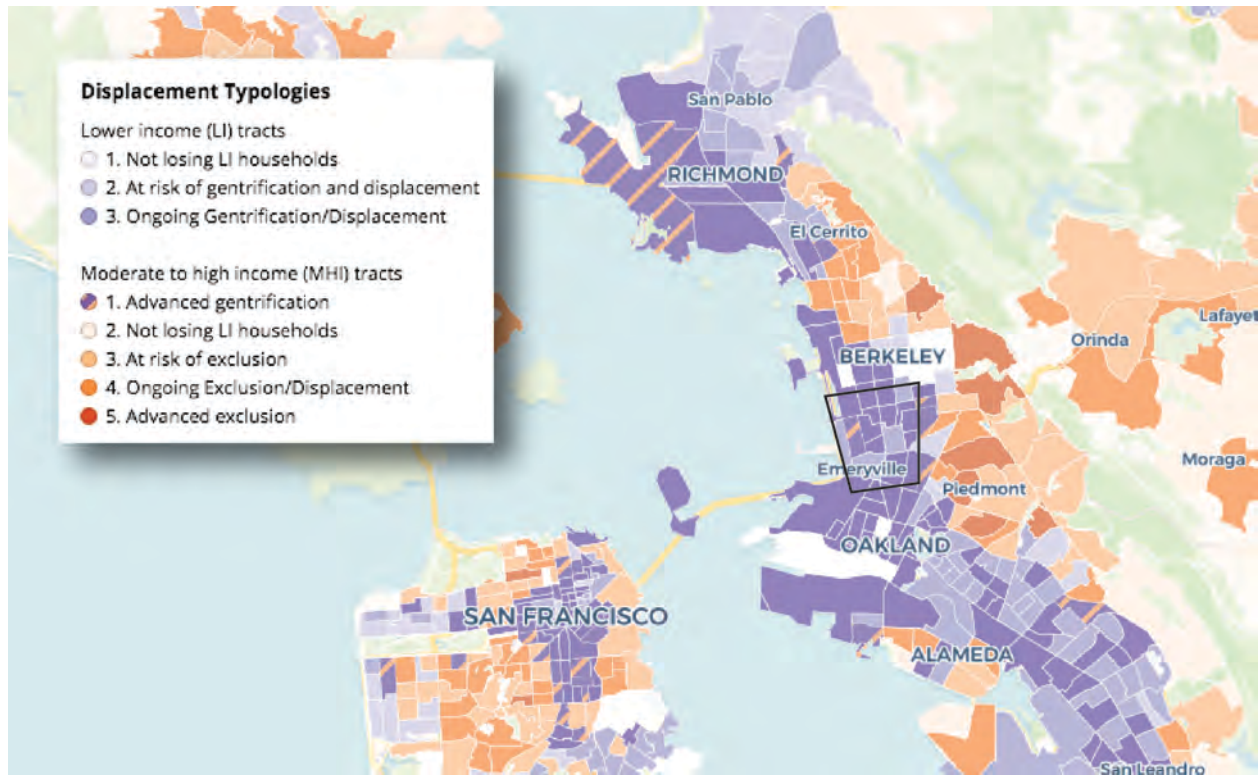 Displacement Typologies
Lower income (LI) tracts
1. Not losing LI households
2. At risk of gentrification and displacement
3. Ongoing Gentrification/Displacement
Moderate to high income (MHI) tracts
1. Advanced gentrification
2. Not losing LI households
3. At risk of exclusion
4. Ongoing Exclusion/Displacement
5. Advanced exclusion
San Pablo
RICHMOND
El Cerrito
Lafayet
Orinda
BERKELEY
Moraga
Emeryville
Piedmont
OAKLAND
SAN FRANCISCO
ALAMEDA
San Leandro